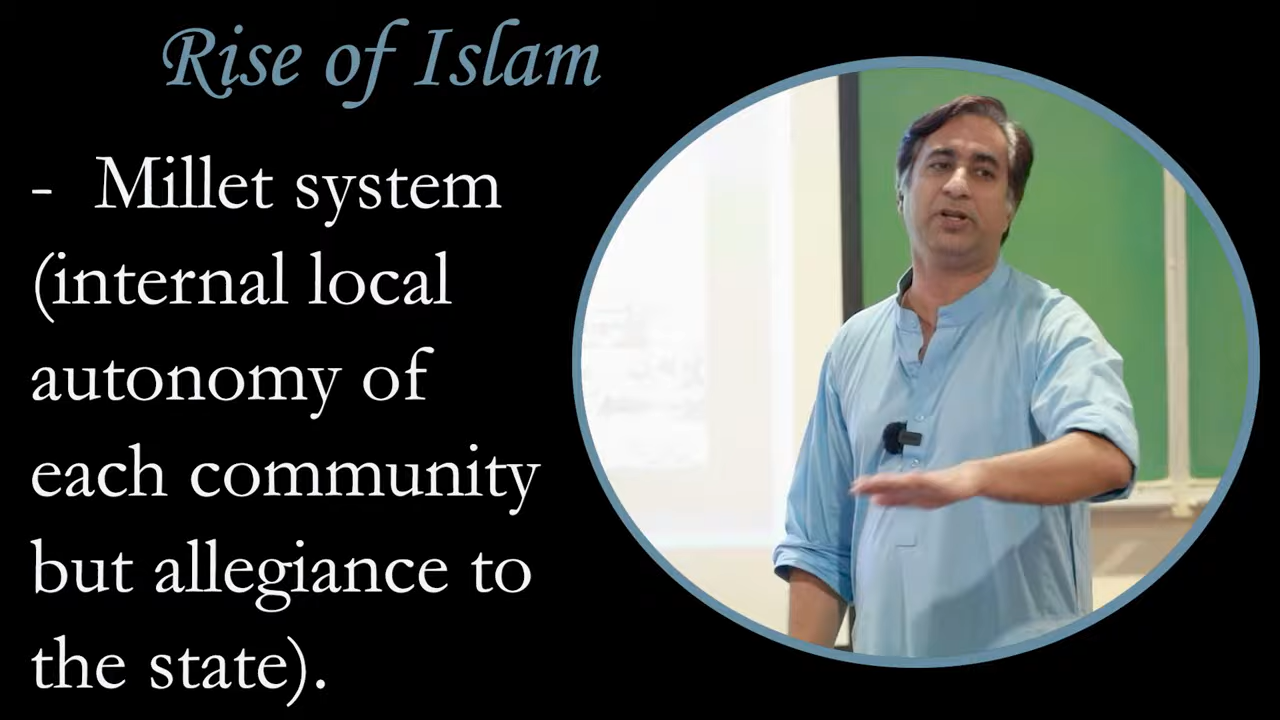 Rise of Islam
- Millet system
(internal local
autonomy of
each community
but allegiance to
the state).